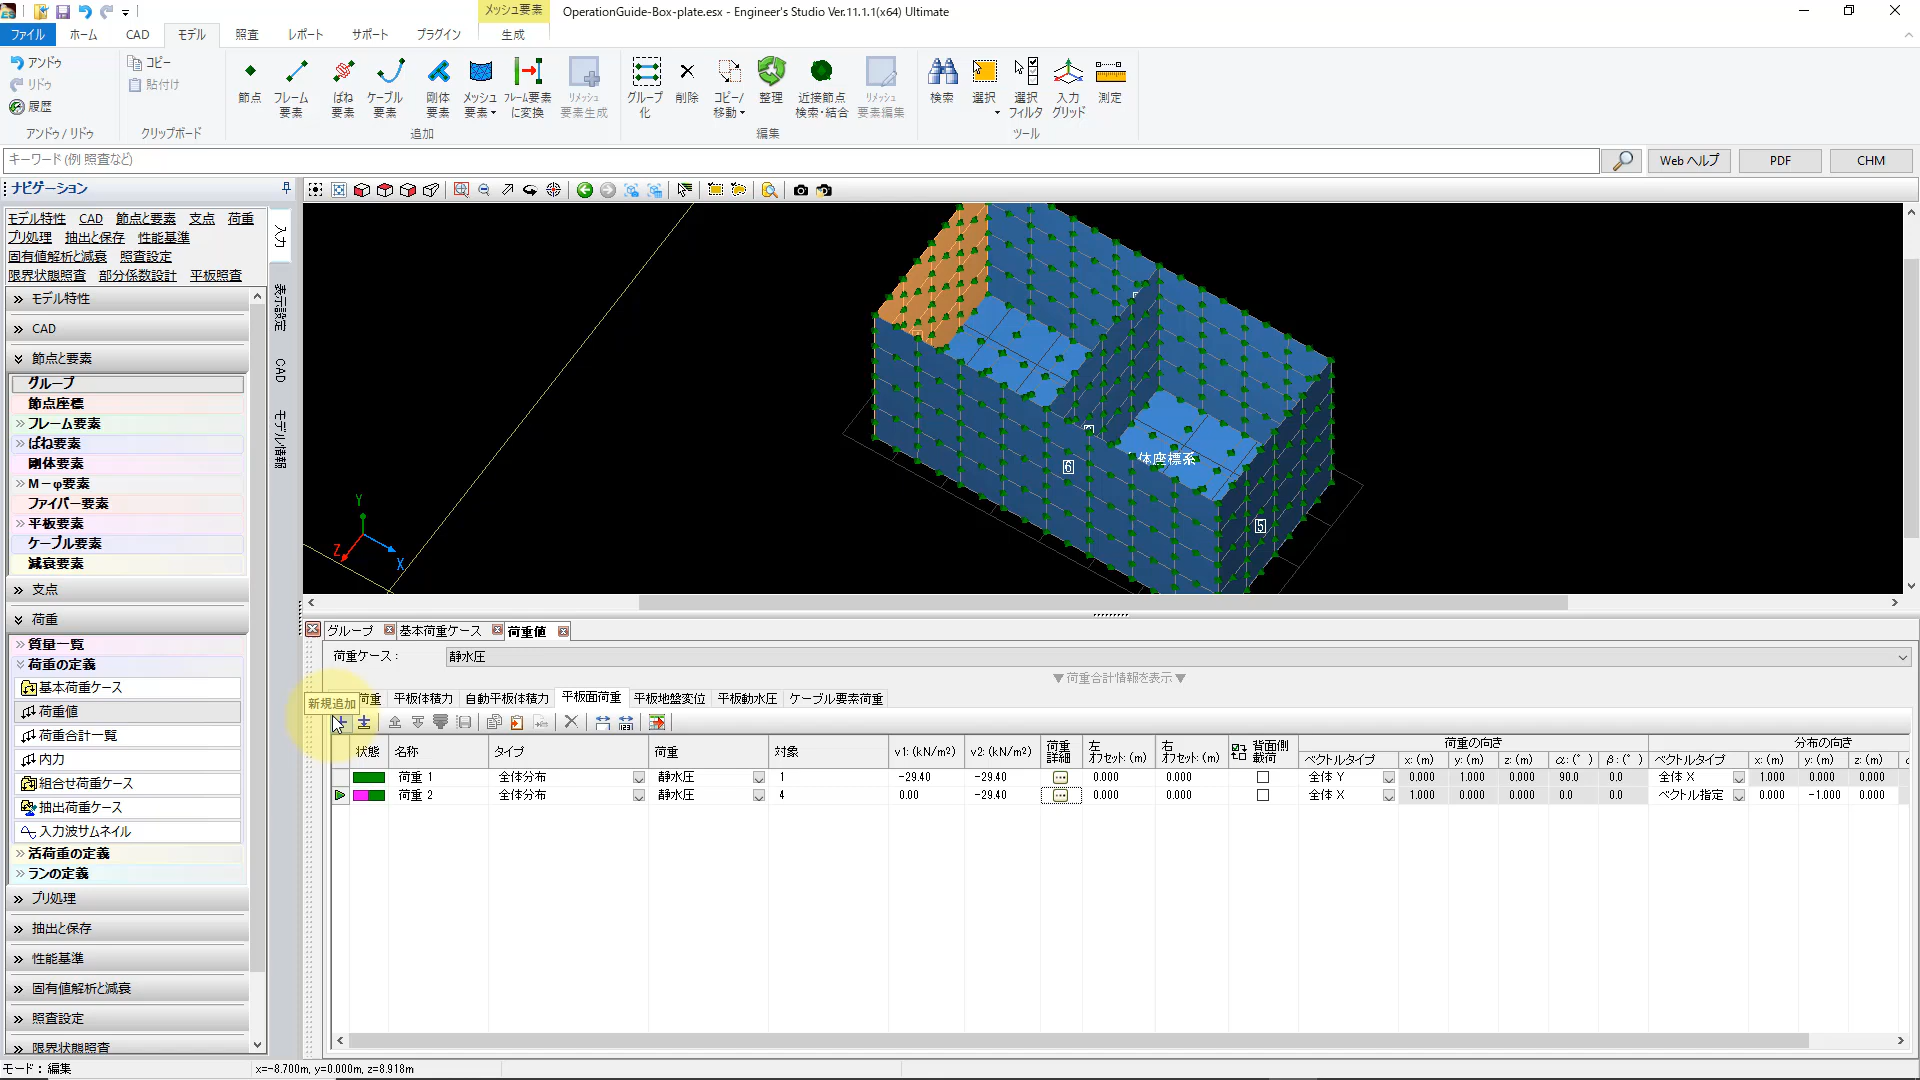 メッシュ要素
OperationGuide-Box-plate.esx - Engineer's Studio Ver.11.1.1(x64) Ultimate
ファイル ホーム CAD モデル 照査 レポート サポート プラグイン 生成
アンドゥ
リドゥ
履歴
アンドゥ / リドゥ
コピー
貼付け
クリップボード
節点
フレーム
要素
ばね
要素
ケーブル
要素
剛体
要素
メッシュ
要素
フレーム要素
に変換
リメッシュ
要素生成
追加
グループ
化
削除
コピー/
移動
整理
近接節点
検索・結合
リメッシュ
要素編集
編集
検索
選択
選択
フィルタ
入力
グリッド
測定
ツール
キーワード (例 照査など)
Web ヘルプ PDF CHM
ナビゲーション
モデル特性 CAD 節点と要素 支点 荷重
プリ処理 抽出と保存 性能基準
固有値解析と減衰 照査設定
限界状態照査 部分係数設計 平板照査
入力
表示設定
CAD
モデル情報
モデル特性
CAD
節点と要素
グループ
節点座標
フレーム要素
ばね要素
剛体要素
M-φ要素
ファイバー要素
平板要素
ケーブル要素
減衰要素
支点
荷重
質量一覧
荷重の定義
基本荷重ケース
荷重値
荷重合計一覧
内力
組合せ荷重ケース
抽出荷重ケース
入力波サムネイル
活荷重の定義
ランの定義
プリ処理
抽出と保存
性能基準
固有値解析と減衰
照査設定
限界状態照査
6
体座標系
5
Y
Z
X
グループ 基本荷重ケース 荷重値
荷重ケース: 静水圧
▼荷重合計情報を表示▼
新規追加
荷重 平板体積力 自動平板体積力 平板面荷重 平板地盤変位 平板動水圧 ケーブル要素荷重
状態 名称 タイプ 荷重 対象 v1: (kN/m²) v2: (kN/m²) 荷重詳細 左オフセット: (m) 右オフセット: (m) 背面側載荷 荷重の向き 分布の向き
ベクトルタイプ x: (m) y: (m) z: (m) α: (°) β: (°) ベクトルタイプ x: (m) y: (m) z: (m)
荷重 1 全体分布 静水圧 1 -29.40 -29.40 0.000 0.000 全体 Y 0.000 1.000 0.000 90.0 0.0 全体 X 1.000 0.000 0.000
荷重 2 全体分布 静水圧 4 0.00 -29.40 0.000 0.000 全体 X 1.000 0.000 0.000 0.0 0.0 ベクトル指定 0.000 -1.000 0.000
モード : 編集 x=-8.700m, y=0.000m, z=8.918m